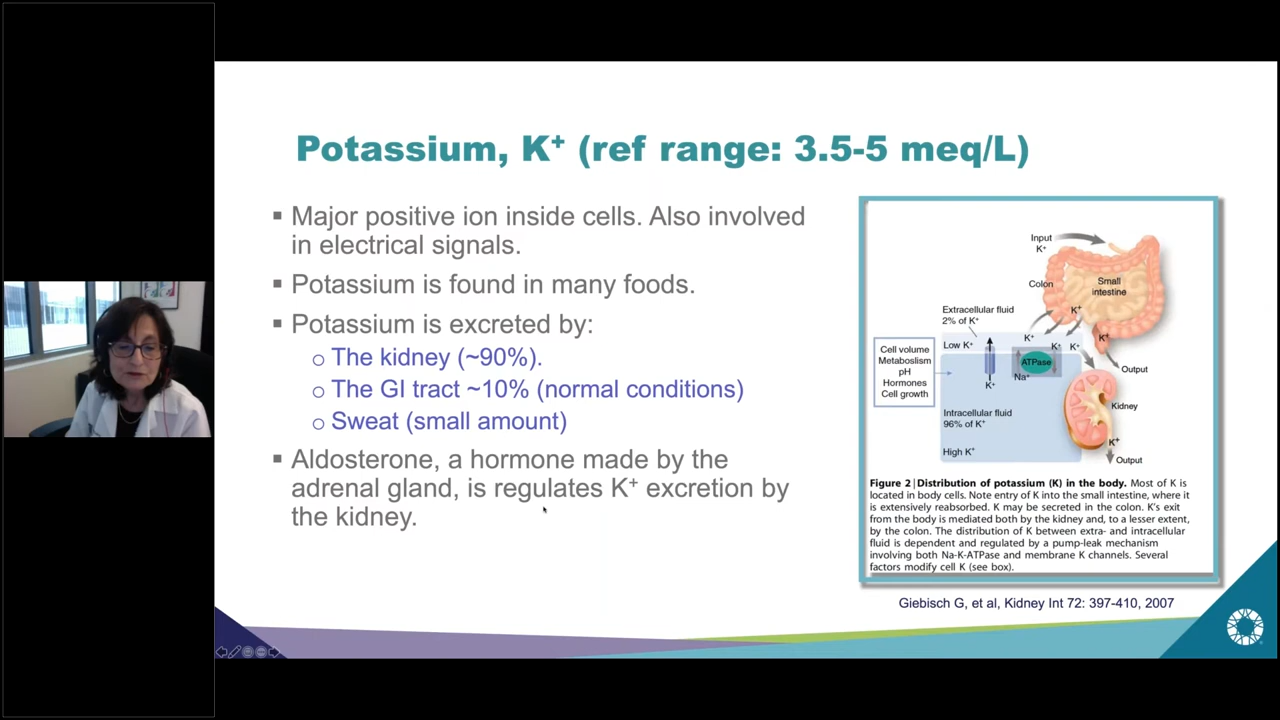 Potassium, K⁺ (ref range: 3.5-5 meq/L)
▪ Major positive ion inside cells. Also involved
in electrical signals.
▪ Potassium is found in many foods.
▪ Potassium is excreted by:
o The kidney (~90%).
o The GI tract ~10% (normal conditions)
o Sweat (small amount)
▪ Aldosterone, a hormone made by the
adrenal gland, is regulates K⁺ excretion by
the kidney.
Input
K⁺
Colon
Small
intestine
Extracellular fluid
2% of K⁺
K⁺
K⁺
K⁺
K⁺
K⁺
Low K⁺
Cell volume
Metabolism
pH
Hormones
Cell growth
ATPase
Na⁺
K⁺
Output
Kidney
Intracellular fluid
96% of K⁺
K⁺
High K⁺
Output
Figure 2 | Distribution of potassium (K) in the body. Most of K is
located in body cells. Note entry of K into the small intestine, where it
is extensively reabsorbed. K may be secreted in the colon. K's exit
from the body is mediated both by the kidney and, to a lesser extent,
by the colon. The distribution of K between extra- and intracellular
fluid is dependent and regulated by a pump-leak mechanism
involving both Na-K-ATPase and membrane K channels. Several
factors modify cell K (see box).
Giebisch G, et al, Kidney Int 72: 397-410, 2007